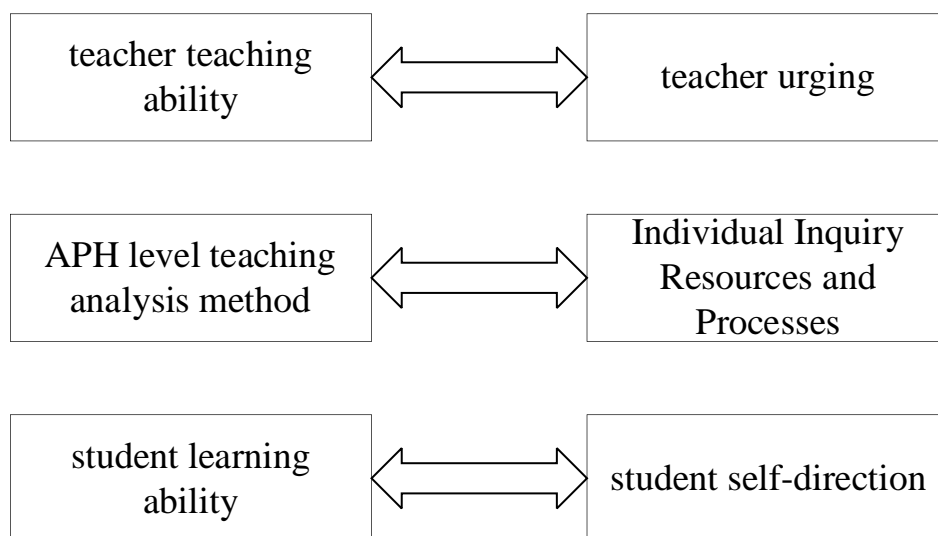 teacher teaching
ability
teacher urging
APH level teaching
analysis method
Individual Inquiry
Resources and
Processes
student learning
ability
student self-direction